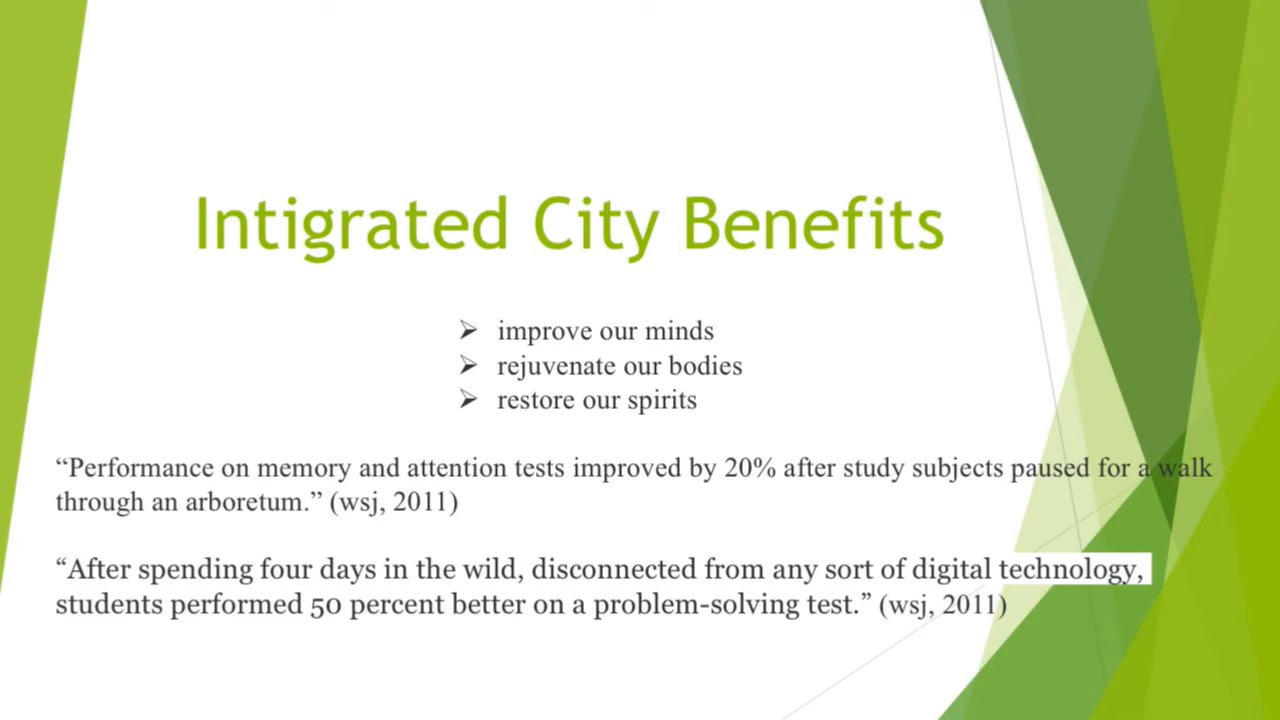 Intigrated City Benefits
➢ improve our minds
➢ rejuvenate our bodies
➢ restore our spirits
“Performance on memory and attention tests improved by 20% after study subjects paused for a walk
through an arboretum.” (wsj, 2011)
“After spending four days in the wild, disconnected from any sort of digital technology,
students performed 50 percent better on a problem-solving test.” (wsj, 2011)